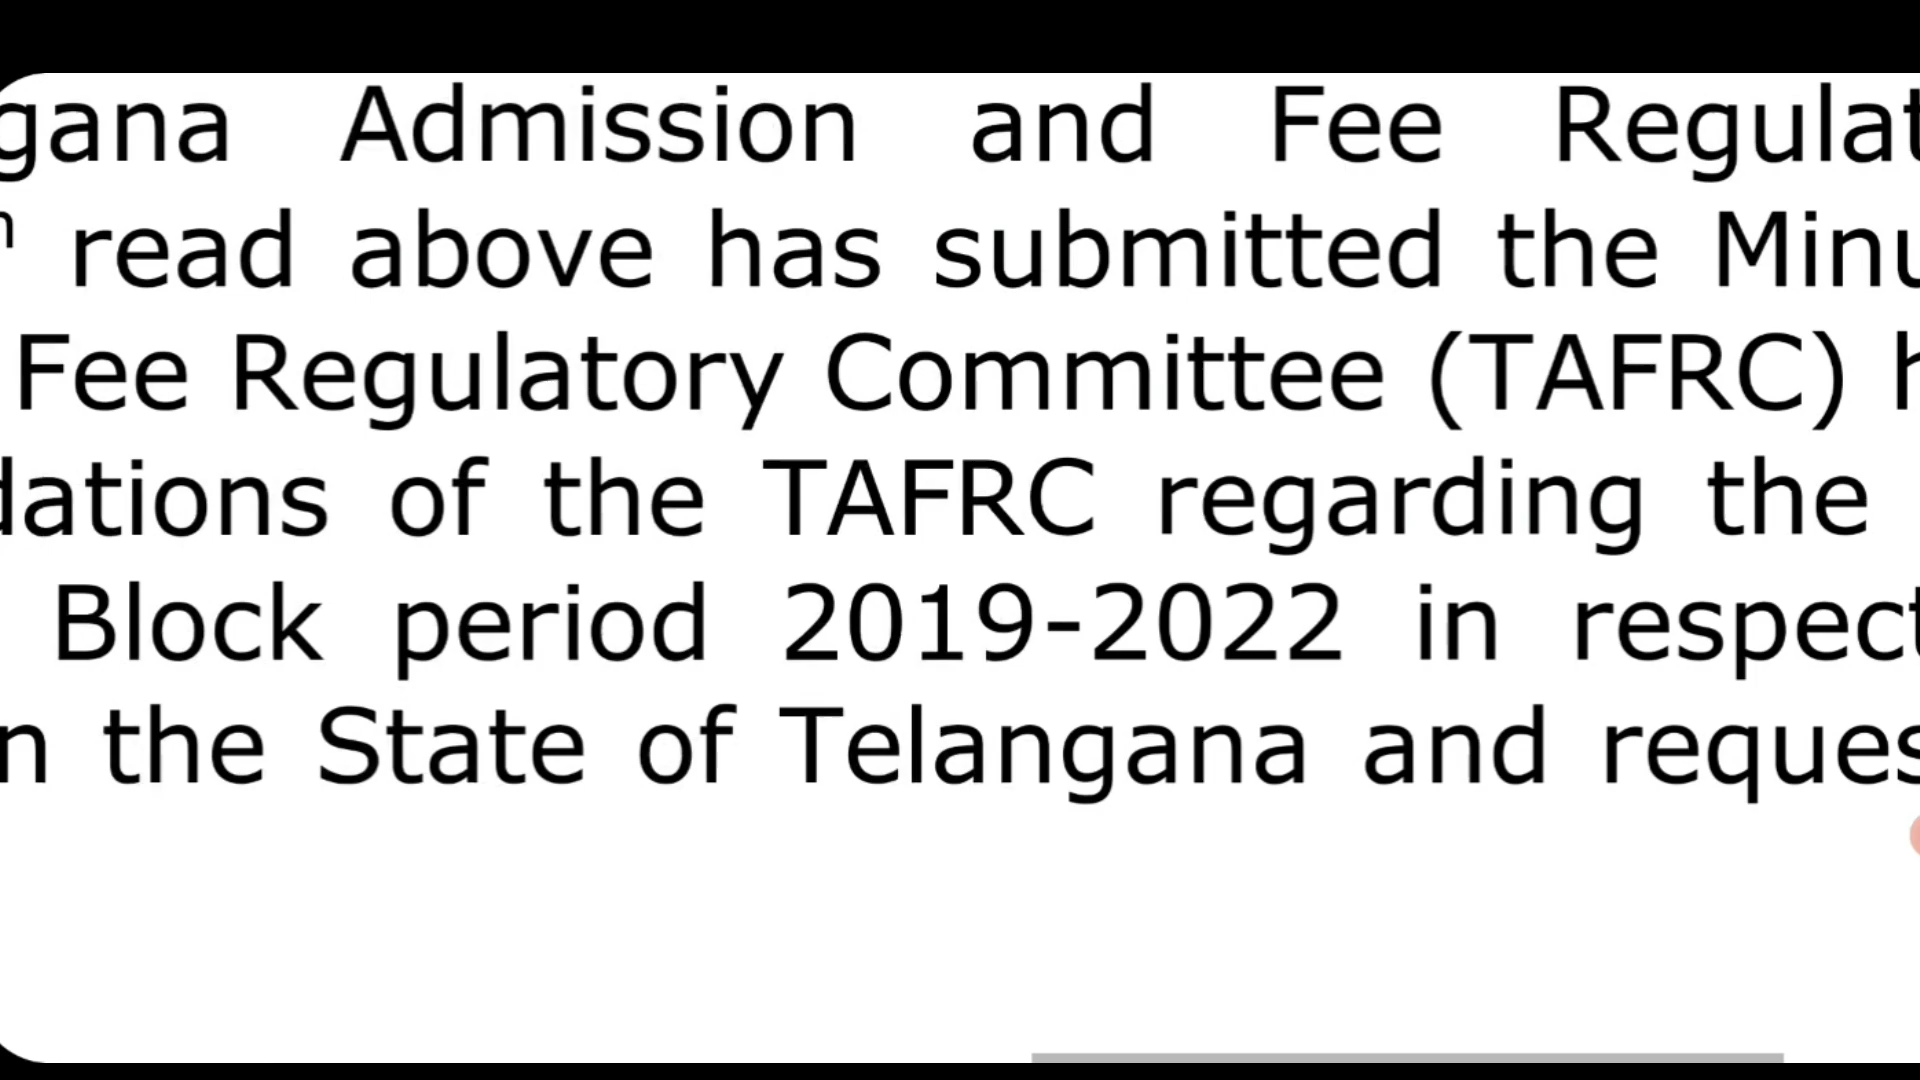 gana Admission and Fee Regulat
read above has submitted the Minu
Fee Regulatory Committee (TAFRC) h
dations of the TAFRC regarding the
Block period 2019-2022 in respect
n the State of Telangana and reques